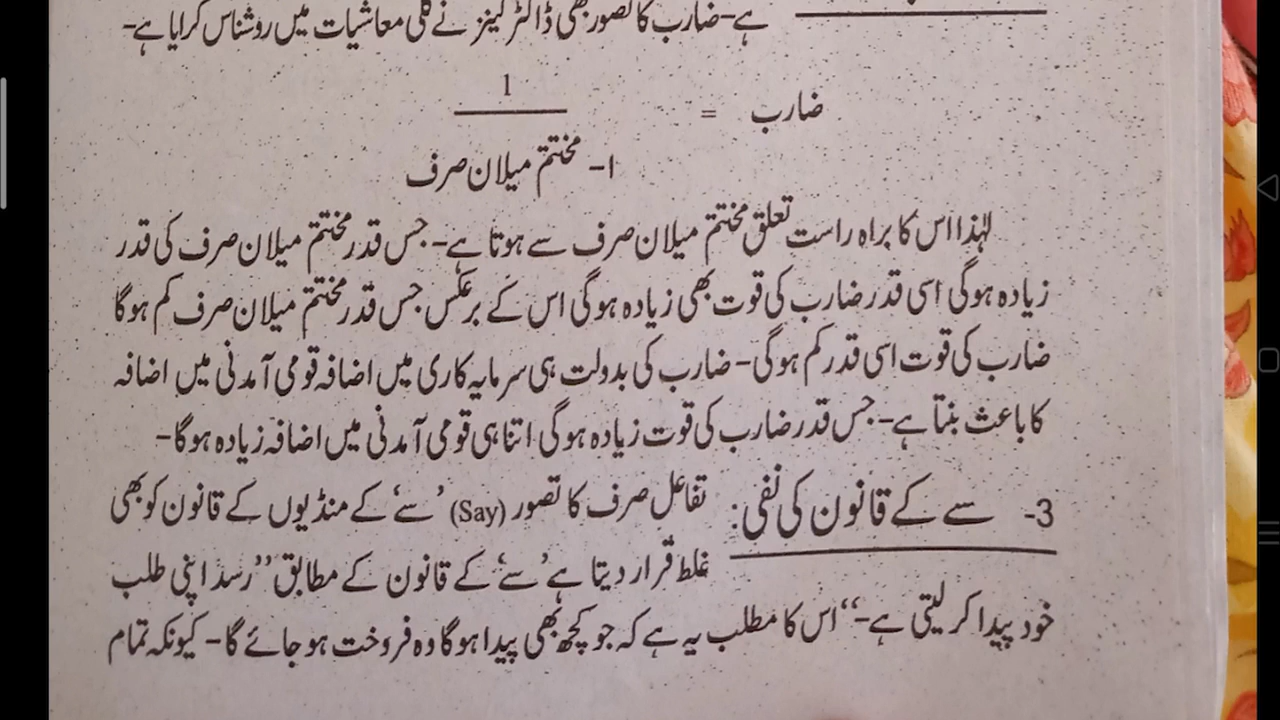 ہے-ضارب کا تصور بھی ڈاکٹر کینز نے کلی معاشیات میں روشناس کرایا ہے-
1
ضارب =
۱- مختتم میلان صرف
لہٰذا اس کا براہ راست تعلق مختتم میلان صرف سے ہوتا ہے- جس قدر مختتم میلان صرف کی قدر
زیادہ ہوگی اسی قدر ضارب کی قوت بھی زیادہ ہوگی اس کے برعکس جس قدر مختتم میلان صرف کم ہوگا
ضارب کی قوت اسی قدر کم ہوگی- ضارب کی بدولت ہی سرمایہ کاری میں اضافہ قومی آمدنی میں اضافہ
کا باعث بنتا ہے- جس قدر ضارب کی قوت زیادہ ہوگی اتنا ہی قومی آمدنی میں اضافہ زیادہ ہوگا-
3- سے کے قانون کی نفی: تفاعل صرف کا تصور (Say) 'سے' کے منڈیوں کے قانون کو بھی
غلط قرار دیتا ہے 'سے' کے قانون کے مطابق ”رسد اپنی طلب
خود پیدا کر لیتی ہے-“ اس کا مطلب یہ ہے کہ جو کچھ بھی پیدا ہوگا وہ فروخت ہو جائے گا- کیونکہ تمام